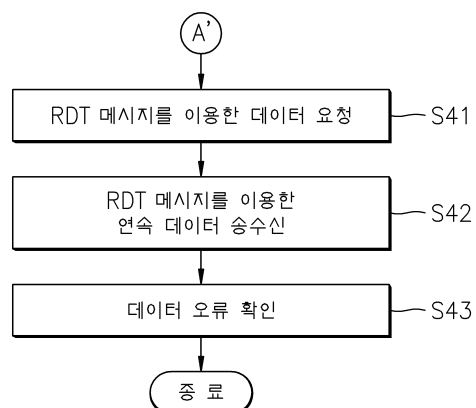 A'
RDT 메시지를 이용한 데이터 요청
S41
RDT 메시지를 이용한
연속 데이터 송수신
S42
데이터 오류 확인
S43
종 료